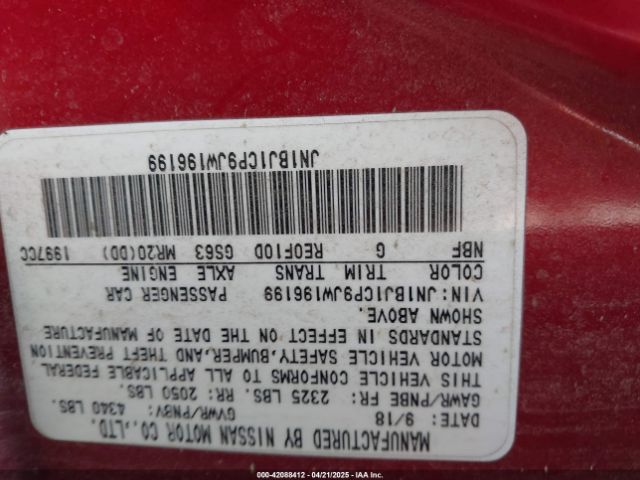 MANUFACTURED BY NISSAN MOTOR CO.,LTD.
DATE: 9/18 GVWR/PNBV: 4340 LBS.
GAWR/PNBE FR: 2325 LBS. RR: 2050 LBS.
THIS VEHICLE CONFORMS TO ALL APPLICABLE FEDERAL
MOTOR VEHICLE SAFETY,BUMPER,AND THEFT PREVENTION
STANDARDS IN EFFECT ON THE DATE OF MANUFACTURE
SHOWN ABOVE.
VIN:JN1BJ1CP9JW196199 PASSENGER CAR
COLOR TRIM TRANS AXLE ENGINE
NBF G RE0F10D GS63 MR20(DD) 1997CC
JN1BJ1CP9JW196199
000-42088412 - 04/21/2025 - IAA Inc.